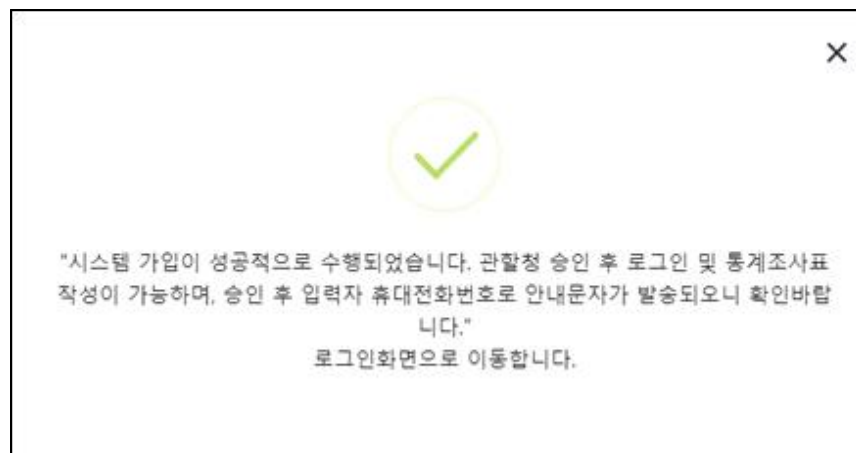 "시스템 가입이 성공적으로 수행되었습니다. 관할청 승인 후 로그인 및 통계조사표
작성이 가능하며, 승인 후 입력자 휴대전화번호로 안내문자가 발송되오니 확인바랍
니다."
로그인화면으로 이동합니다.